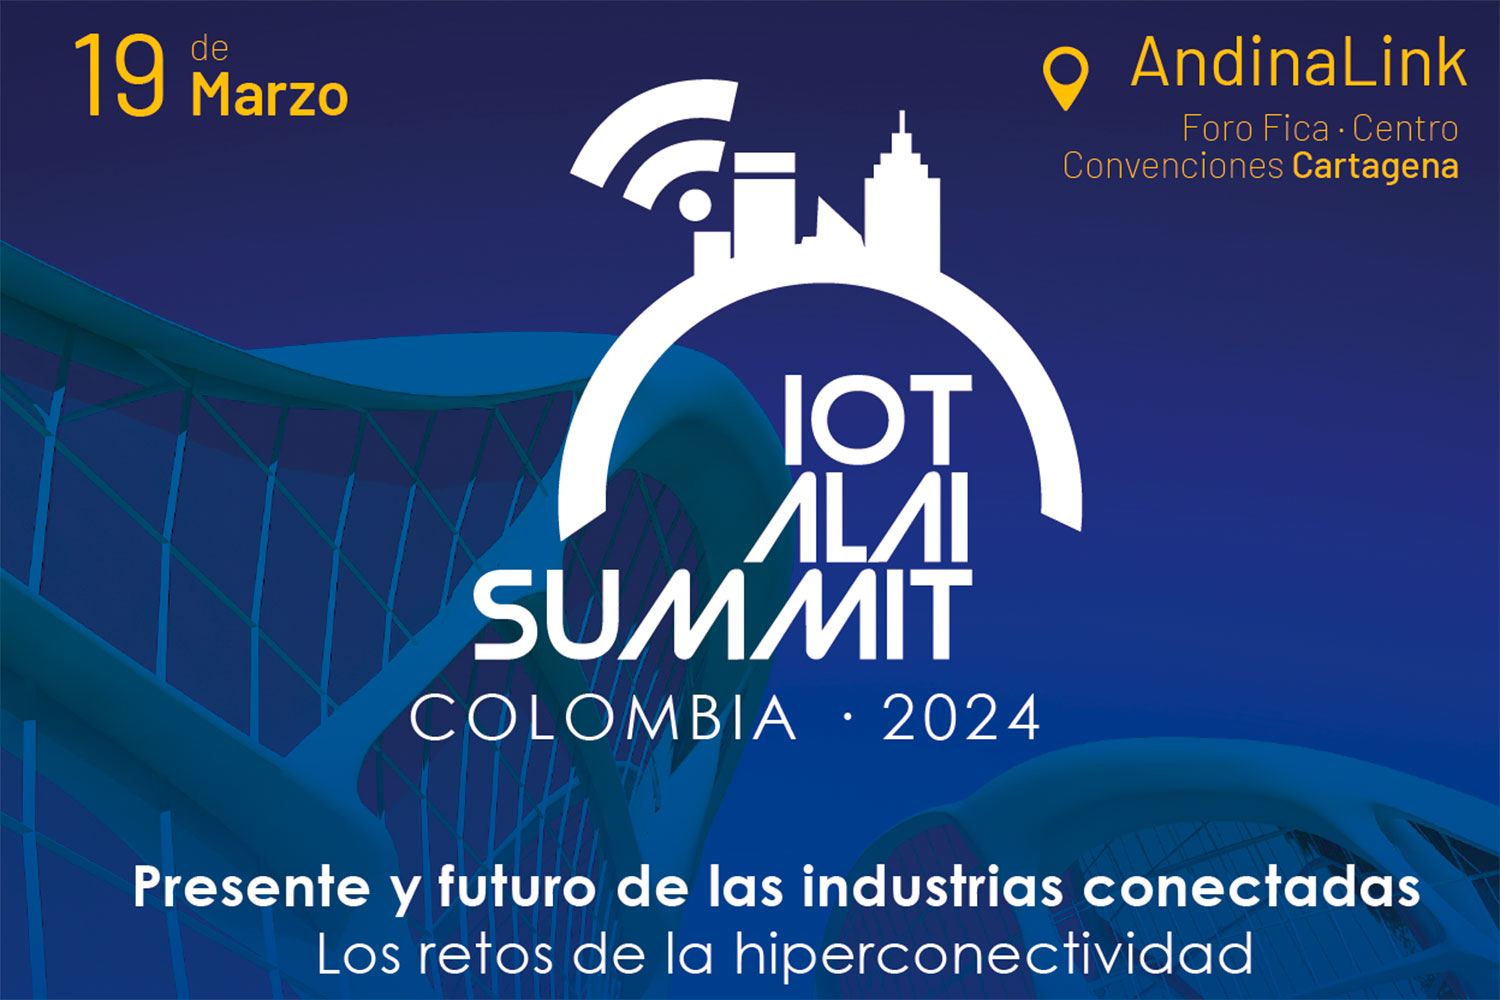 19 de Marzo
AndinaLink
Foro Fica · Centro
Convenciones Cartagena
IOT
ALAI
SUMMIT
COLOMBIA · 2024
Presente y futuro de las industrias conectadas
Los retos de la hiperconectividad